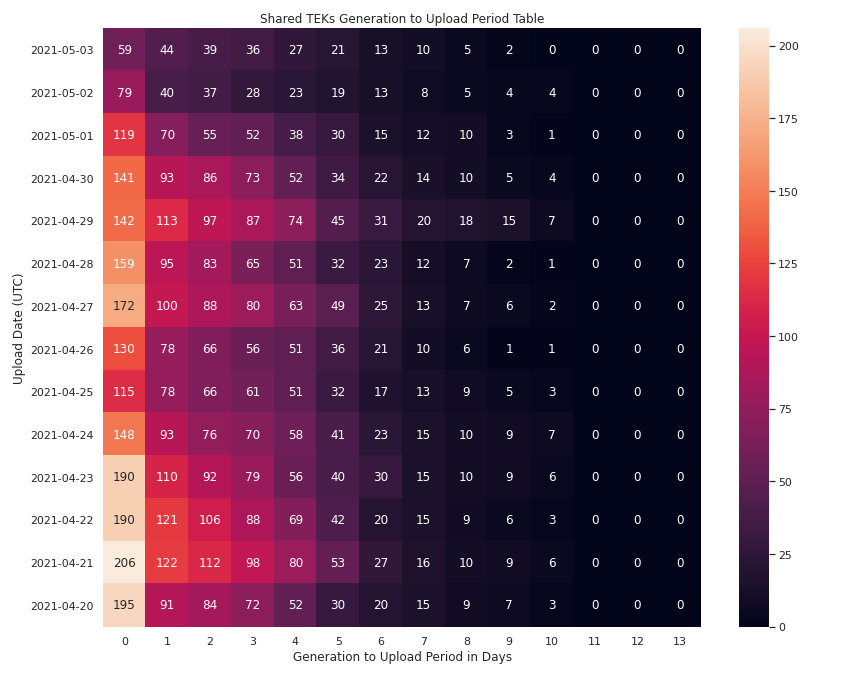 Shared TEKs Generation to Upload Period Table
2021-05-03 59 44 39 36 27 21 13 10 5 2 0 0 0 0
2021-05-02 79 40 37 28 23 19 13 8 5 4 4 0 0 0
2021-05-01 119 70 55 52 38 30 15 12 10 3 1 0 0 0
2021-04-30 141 93 86 73 52 34 22 14 10 5 4 0 0 0
2021-04-29 142 113 97 87 74 45 31 20 18 15 7 0 0 0
2021-04-28 159 95 83 65 51 32 23 12 7 2 1 0 0 0
2021-04-27 172 100 88 80 63 49 25 13 7 6 2 0 0 0
2021-04-26 130 78 66 56 51 36 21 10 6 1 1 0 0 0
2021-04-25 115 78 66 61 51 32 17 13 9 5 3 0 0 0
2021-04-24 148 93 76 70 58 41 23 15 10 9 7 0 0 0
2021-04-23 190 110 92 79 56 40 30 15 10 9 6 0 0 0
2021-04-22 190 121 106 88 69 42 20 15 9 6 3 0 0 0
2021-04-21 206 122 112 98 80 53 27 16 10 9 6 0 0 0
2021-04-20 195 91 84 72 52 30 20 15 9 7 3 0 0 0
0 1 2 3 4 5 6 7 8 9 10 11 12 13
Generation to Upload Period in Days
Upload Date (UTC)
200
175
150
125
100
75
50
25
0